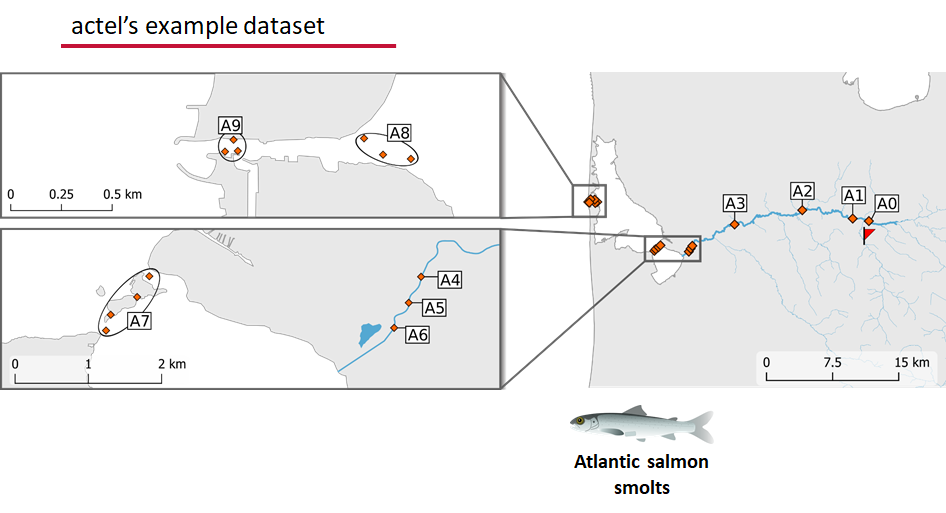 actel’s example dataset
A9
A8
0 0.25 0.5 km
A7
A4
A5
A6
0 1 2 km
A3
A2
A1
A0
0 7.5 15 km
Atlantic salmon
smolts